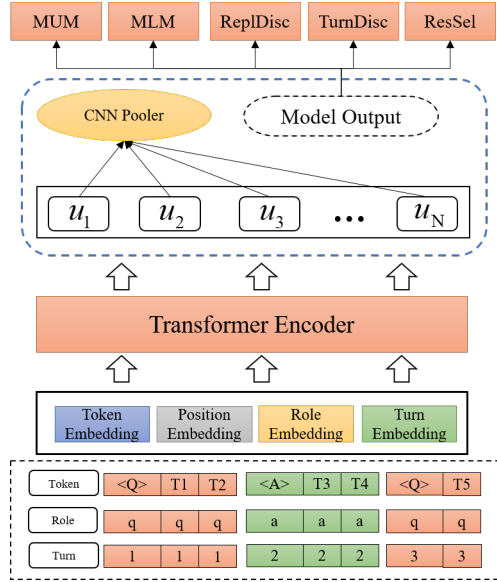 MUM MLM ReplDisc TurnDisc ResSel
CNN Pooler
Model Output
u1 u2 u3 ... uN
Transformer Encoder
Token Embedding
Position Embedding
Role Embedding
Turn Embedding
Token <Q> T1 T2 <A> T3 T4 <Q> T5
Role q q q a a a q q
Turn 1 1 1 2 2 2 3 3